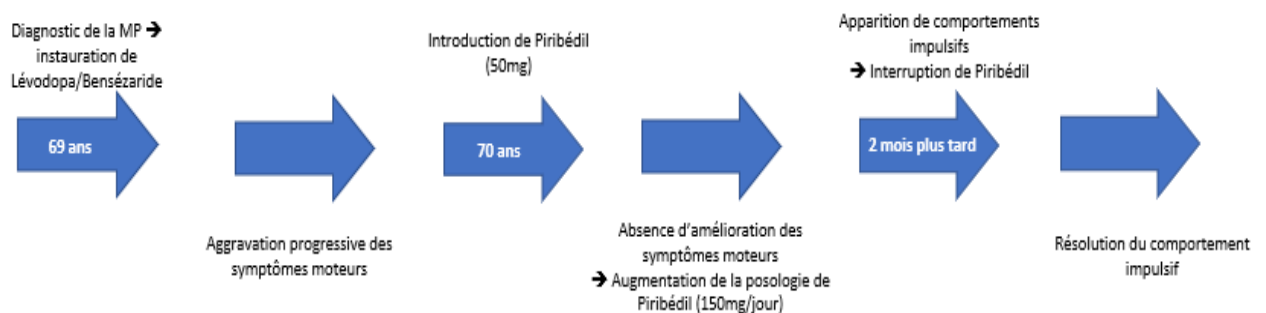 Diagnostic de la MP ➔
instauration de
Lévodopa/Bensézaride
69 ans
Aggravation progressive des
symptômes moteurs
Introduction de Piribédil
(50mg)
70 ans
Absence d’amélioration des
symptômes moteurs
➔ Augmentation de la posologie de
Piribédil (150mg/jour)
Apparition de comportements
impulsifs
➔ Interruption de Piribédil
2 mois plus tard
Résolution du comportement
impulsif